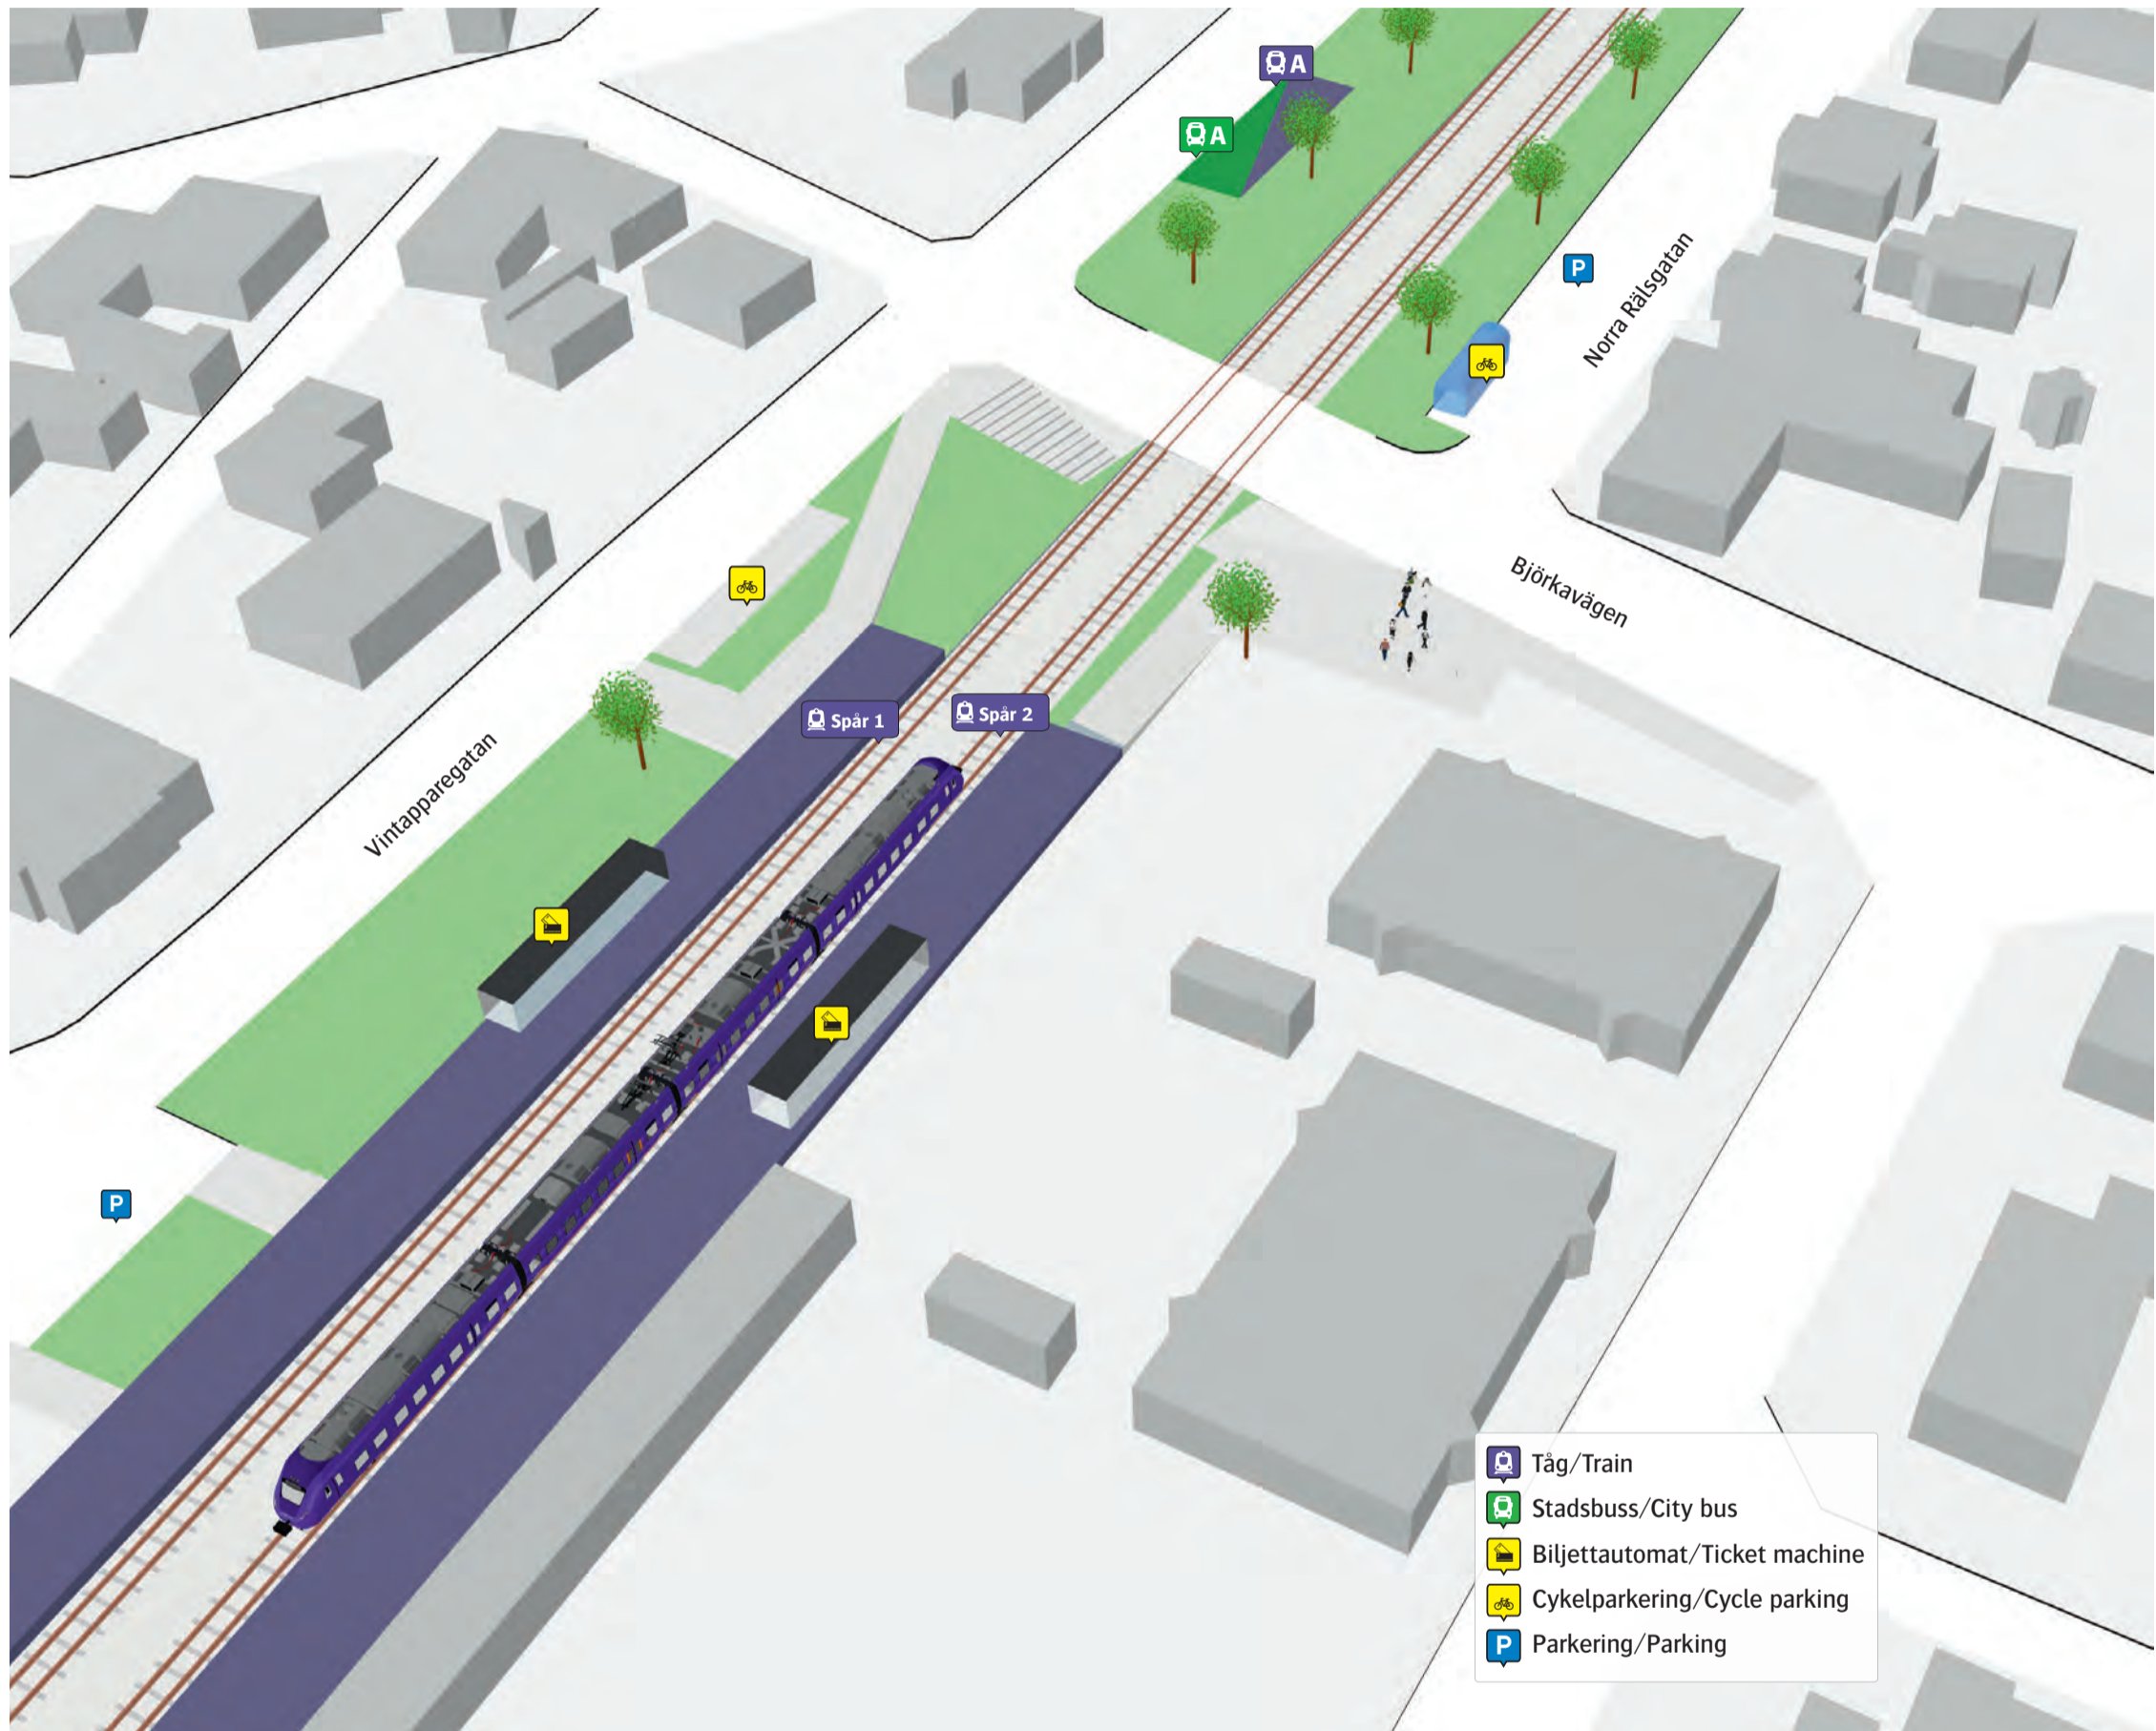 A
A
P
Norra Rälsgatan
Björkavägen
Spår 1
Spår 2
Vintapparegatan
P
Tåg/Train
Stadsbuss/City bus
Biljettautomat/Ticket machine
Cykelparkering/Cycle parking
P Parkering/Parking